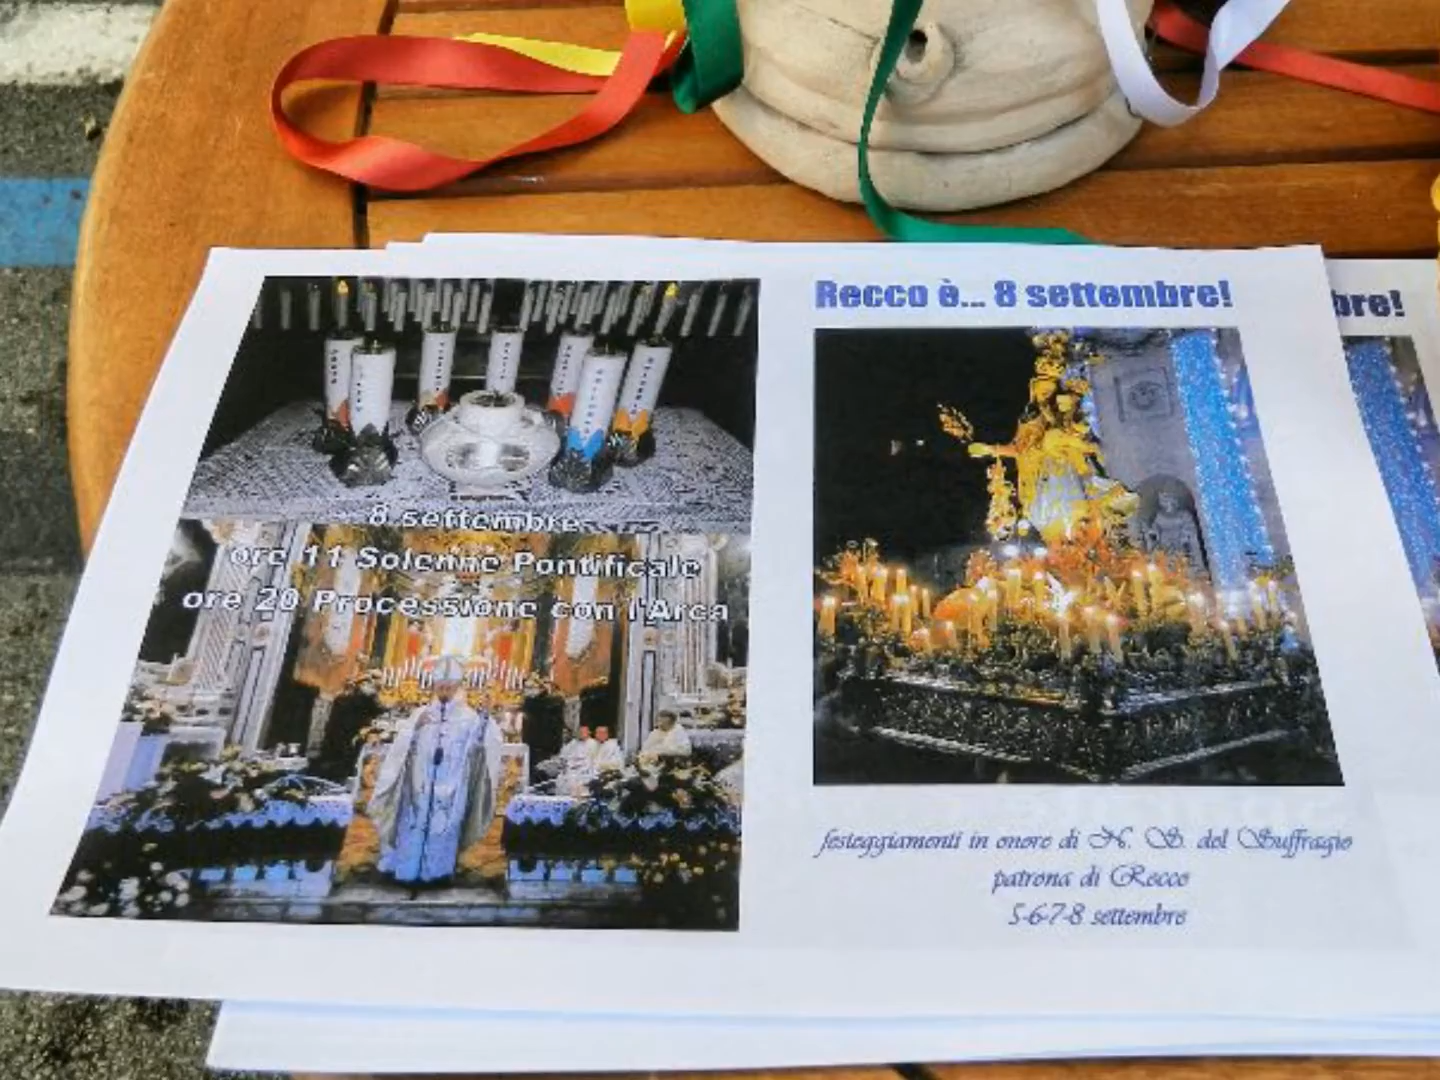 8 settembre
ore 11 Solenne Pontificale
ore 20 Processione con l'Arca
Recco è... 8 settembre!
festeggiamenti in onore di N. S. del Suffragio
patrona di Recco
5-6-7-8 settembre
bre!